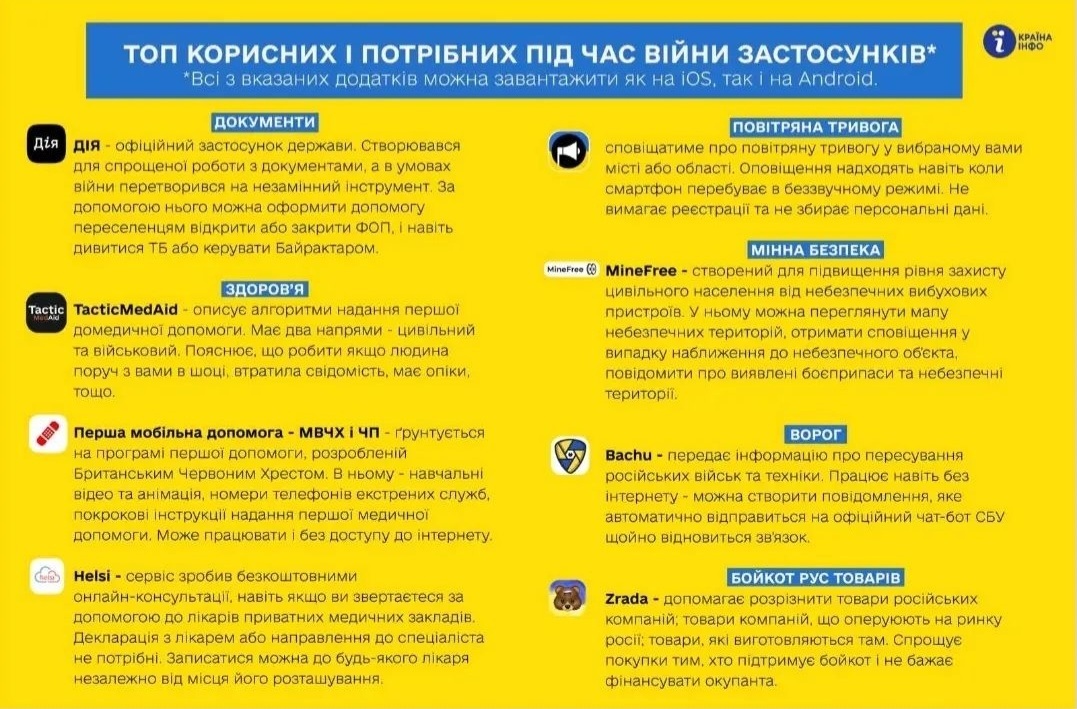 ТОП КОРИСНИХ І ПОТРІБНИХ ПІД ЧАС ВІЙНИ ЗАСТОСУНКІВ*
*Всі з вказаних додатків можна завантажити як на iOS, так і на Android.
ї КРАЇНА
ІНФО
ДОКУМЕНТИ
Дія
ДІЯ - офіційний застосунок держави. Створювався
для спрощеної роботи з документами, а в умовах
війни перетворився на незамінний інструмент. За
допомогою нього можна оформити допомогу
переселенцям відкрити або закрити ФОП, і навіть
дивитися ТБ або керувати Байрактаром.
ЗДОРОВ'Я
Tactic
MedAid
TacticMedAid - описує алгоритми надання першої
домедичної допомоги. Має два напрями - цивільний
та військовий. Пояснює, що робити якщо людина
поруч з вами в шоці, втратила свідомість, має опіки,
тощо.
Перша мобільна допомога - МВЧХ і ЧП - ґрунтується
на програмі першої допомоги, розробленій
Британським Червоним Хрестом. В ньому - навчальні
відео та анімація, номери телефонів екстрених служб,
покрокові інструкції надання першої медичної
допомоги. Може працювати і без доступу до інтернету.
helsi
Helsi - сервіс зробив безкоштовними
онлайн-консультації, навіть якщо ви звертаєтеся за
допомогою до лікарів приватних медичних закладів.
Декларація з лікарем або направлення до спеціаліста
не потрібні. Записатися можна до будь-якого лікаря
незалежно від місця його розташування.
ПОВІТРЯНА ТРИВОГА
сповіщатиме про повітряну тривогу у вибраному вами
місті або області. Оповіщення надходять навіть коли
смартфон перебуває в беззвучному режимі. Не
вимагає реєстрації та не збирає персональні дані.
МІННА БЕЗПЕКА
MineFree
MineFree - створений для підвищення рівня захисту
цивільного населення від небезпечних вибухових
пристроїв. У ньому можна переглянути мапу
небезпечних територій, отримати сповіщення у
випадку наближення до небезпечного об'єкта,
повідомити про виявлені боєприпаси та небезпечні
території.
ВОРОГ
Bachu - передає інформацію про пересування
російських військ та техніки. Працює навіть без
інтернету - можна створити повідомлення, яке
автоматично відправиться на офіційний чат-бот СБУ
щойно відновиться зв'язок.
БОЙКОТ РУС ТОВАРІВ
Zrada - допомагає розрізнити товари російських
компаній; товари компаній, що оперують на ринку
росії; товари, які виготовляються там. Спрощує
покупки тим, хто підтримує бойкот і не бажає
фінансувати окупанта.